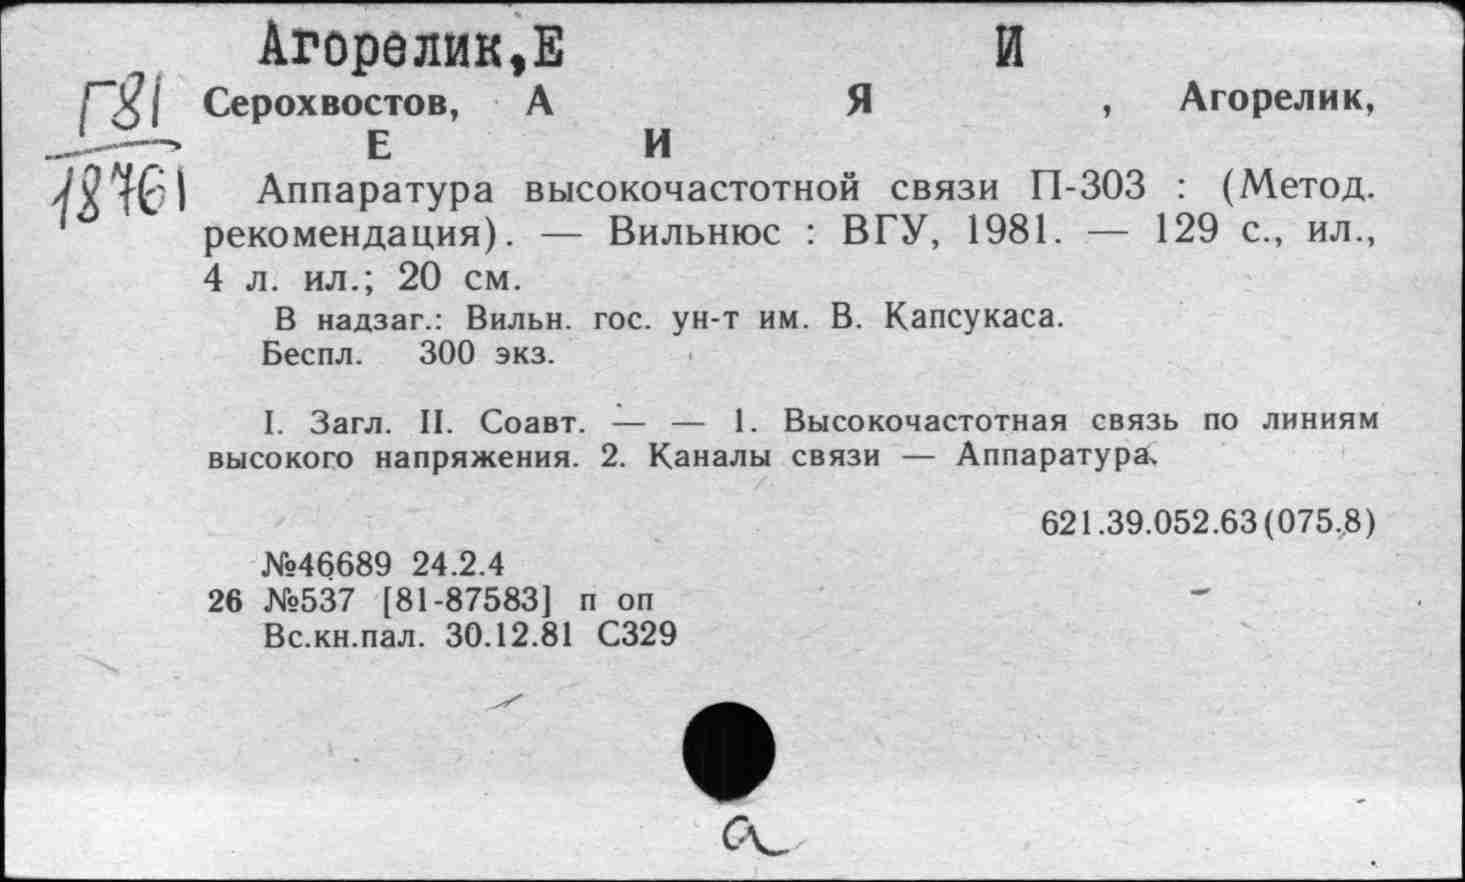 Агорелик,Е И
Г81
18761
Серохвостов, А Я , Агорелик,
Е И
Аппаратура высокочастотной связи П-303 : (Метод.
рекомендация). — Вильнюс : ВГУ, 1981. — 129 с., ил.,
4 л. ил.; 20 см.
В надзаг.: Вильн. гос. ун-т им. В. Капсукаса.
Беспл. 300 экз.
I. Загл. II. Соавт. — — 1. Высокочастотная связь по линиям
высокого напряжения. 2. Каналы связи — Аппаратура.
621.39.052.63(075.8)
№46689 24.2.4
26 №537 [81-87583] п оп
Вс.кн.пал. 30.12.81 С329
а